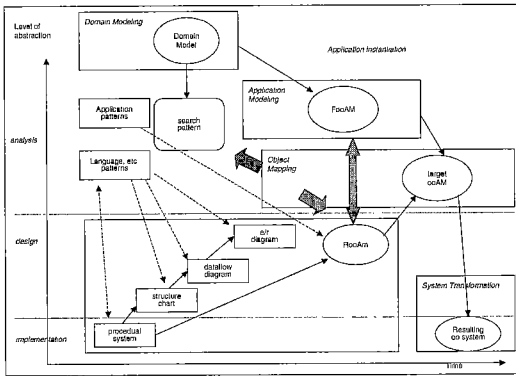 Level of
abstraction
Domain Modeling
Domain
Model
Application Instantiation
Application
Modeling
FooAM
Application
patterns
search
pattern
analysis
Language, etc
patterns
Object
Mapping
target
ooAM
design
e/r
diagram
RooAm
dataflow
diagram
structure
chart
System Transformation
implementation
procedual
system
Resulting
oo system
Time